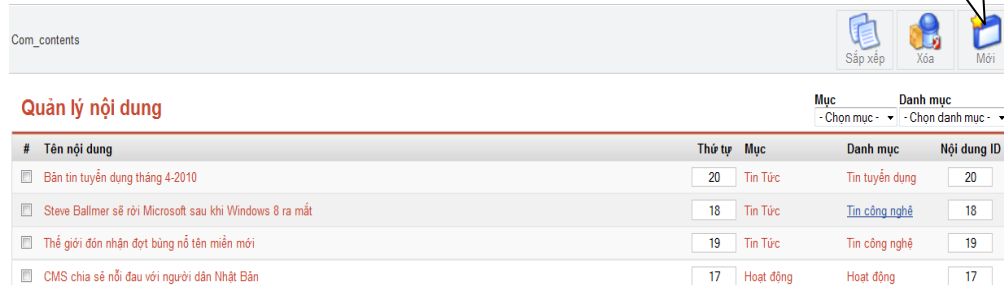 Com_contents
Sắp xếp Xóa Mới
Quản lý nội dung
Mục Danh mục
- Chọn mục - - Chọn danh mục -
# Tên nội dung Thứ tự Mục Danh mục Nội dung ID
Bản tin tuyển dụng tháng 4-2010 20 Tin Tức Tin tuyển dụng 20
Steve Ballmer sẽ rời Microsoft sau khi Windows 8 ra mắt 18 Tin Tức Tin công nghệ 18
Thế giới đón nhận đợt bùng nổ tên miền mới 19 Tin Tức Tin công nghệ 19
CMS chia sẻ nỗi đau với người dân Nhật Bản 17 Hoạt động Hoạt động 17